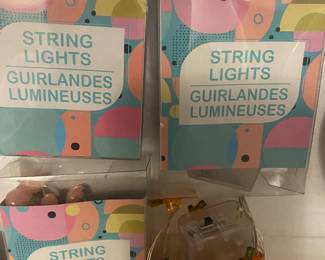 STRING
LIGHTS
GUIRLANDES
LUMINEUSES
STRING
LIGHTS
GUIRLANDES
LUMINEUSES
STRING